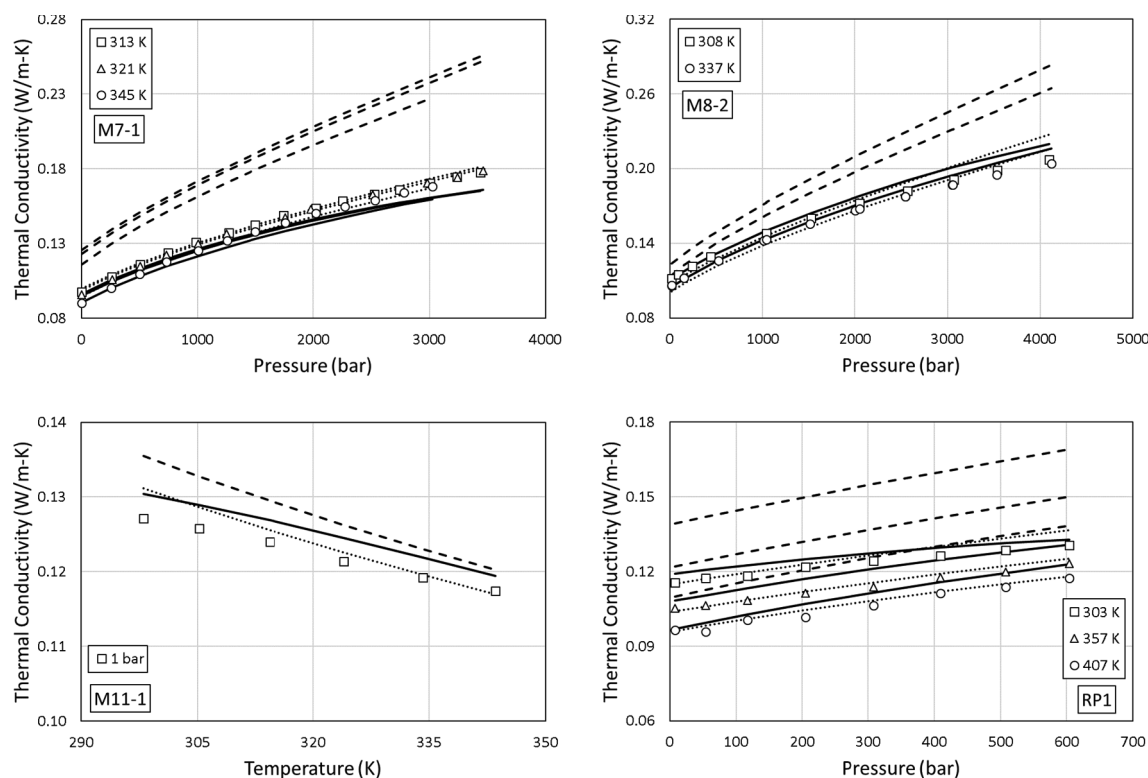 0.28
0.23
0.18
0.13
0.08
Thermal Conductivity (W/m-K)
313 K
321 K
345 K
M7-1
0 1000 2000 3000 4000
Pressure (bar)
0.32
0.26
0.20
0.14
0.08
Thermal Conductivity (W/m-K)
308 K
337 K
M8-2
0 1000 2000 3000 4000 5000
Pressure (bar)
0.14
0.13
0.12
0.11
0.10
Thermal Conductivity (W/m-K)
1 bar
M11-1
290 305 320 335 350
Temperature (K)
0.18
0.15
0.12
0.09
0.06
Thermal Conductivity (W/m-K)
303 K
357 K
407 K
RP1
0 100 200 300 400 500 600 700
Pressure (bar)